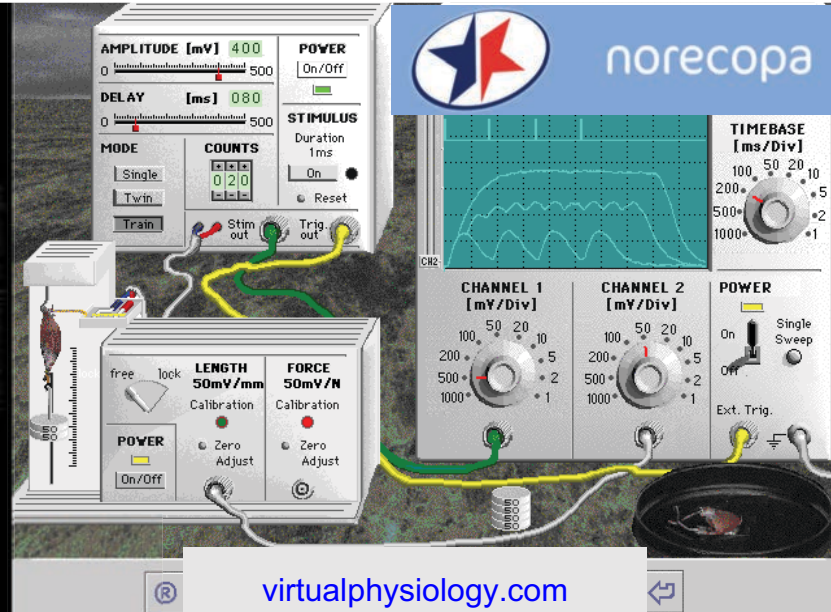 AMPLITUDE [mV] 400
0 500
DELAY [ms] 080
0 500
MODE
Single
Twin
Train
COUNTS
+ + +
0 2 0
- - -
POWER
On/Off
STIMULUS
Duration
1ms
On
Reset
Stim out
Trig. out
norecopa
TIMEBASE
[ms/Div]
1000 500 200 100 50 20 10 5 2 1
CH2
CHANNEL 1
[mV/Div]
1000 500 200 100 50 20 10 5 2 1
CHANNEL 2
[mV/Div]
1000 500 200 100 50 20 10 5 2 1
POWER
On
Off
Single
Sweep
Ext. Trig.
free lock
LENGTH
50mV/mm
Calibration
Zero
Adjust
FORCE
50mV/N
Calibration
Zero
Adjust
POWER
On/Off
50
50
50
50
50
50
®
virtualphysiology.com